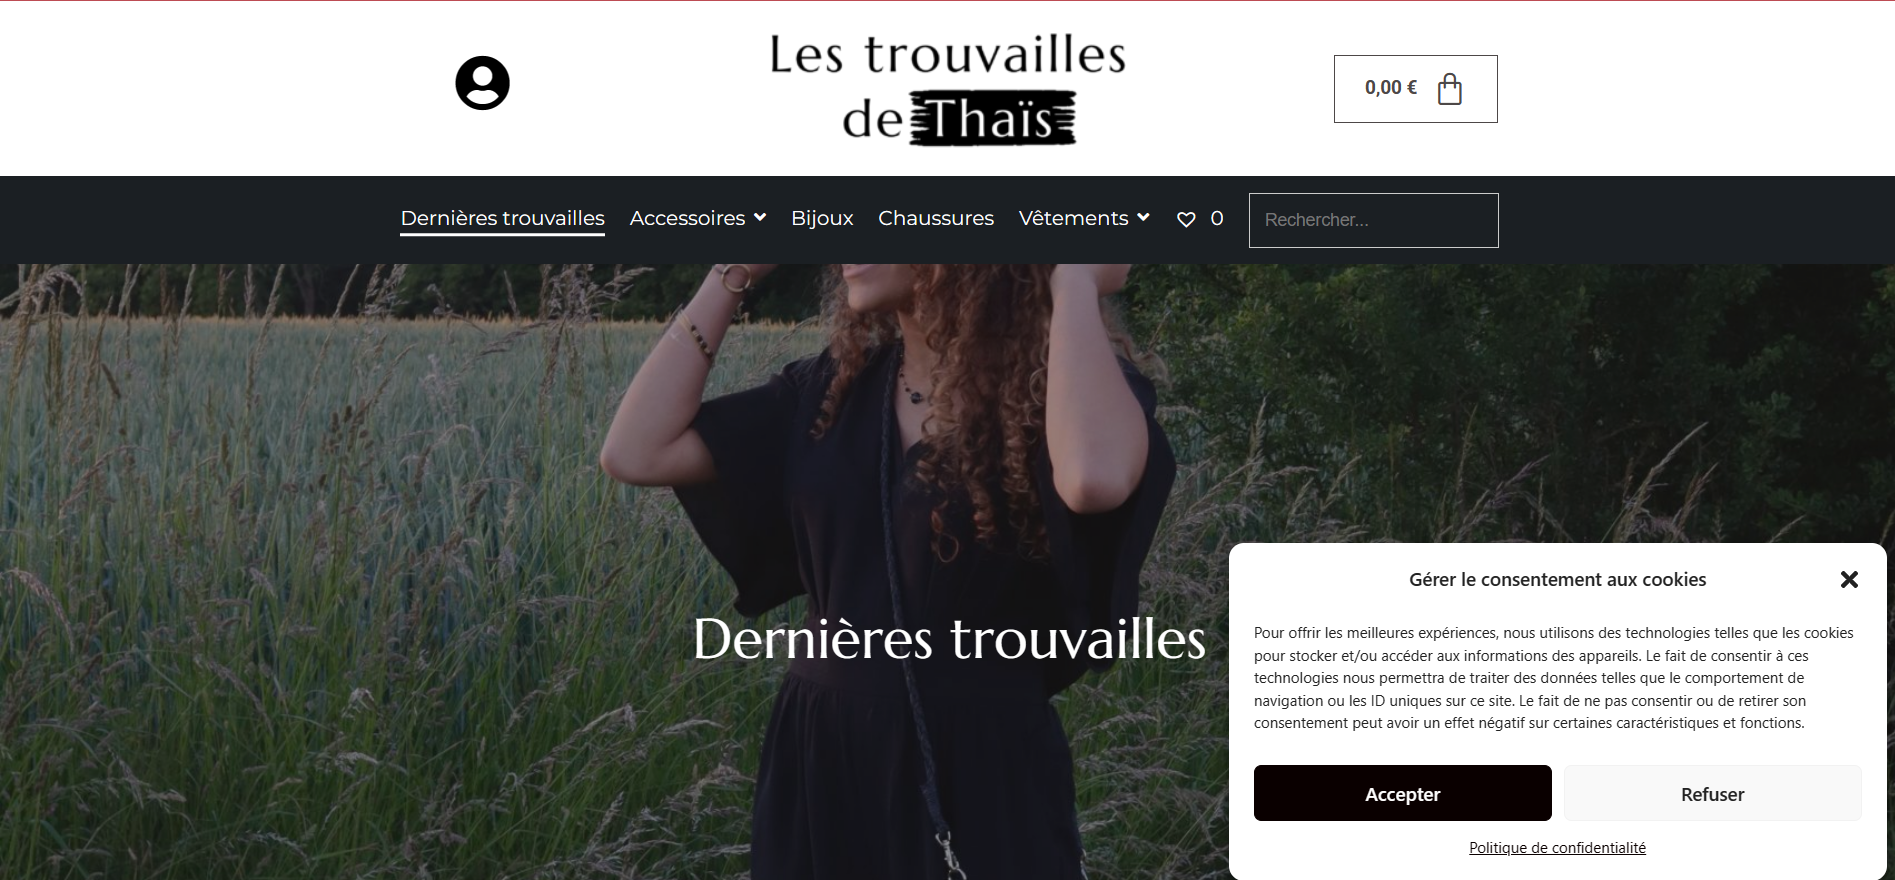 Les trouvailles
de Thaïs
0,00 €
Dernières trouvailles Accessoires Bijoux Chaussures Vêtements 0 Rechercher...
Dernières trouvailles
Gérer le consentement aux cookies
Pour offrir les meilleures expériences, nous utilisons des technologies telles que les cookies
pour stocker et/ou accéder aux informations des appareils. Le fait de consentir à ces
technologies nous permettra de traiter des données telles que le comportement de
navigation ou les ID uniques sur ce site. Le fait de ne pas consentir ou de retirer son
consentement peut avoir un effet négatif sur certaines caractéristiques et fonctions.
Accepter Refuser
Politique de confidentialité